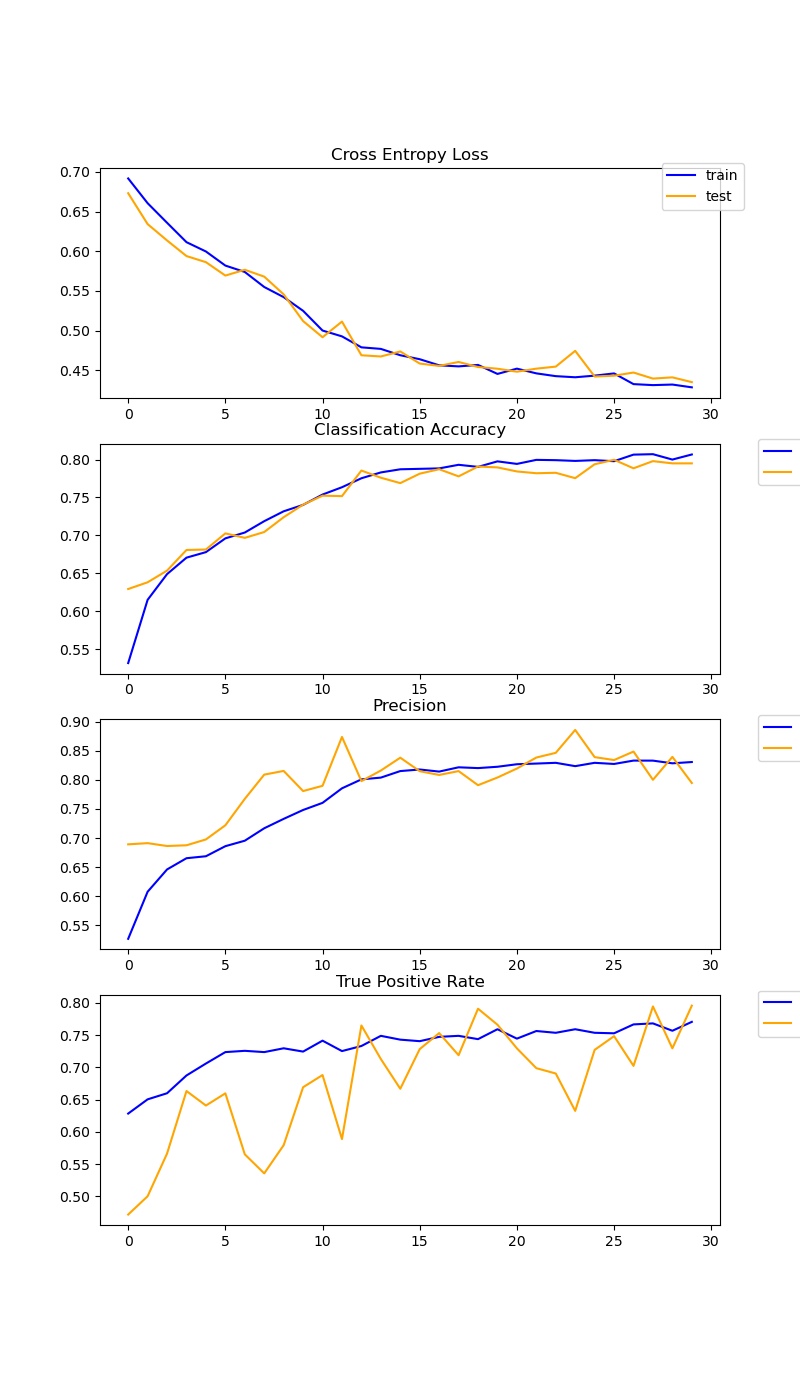 Cross Entropy Loss
train
test
0.70
0.65
0.60
0.55
0.50
0.45
0 5 10 15 20 25 30
Classification Accuracy
0.80
0.75
0.70
0.65
0.60
0.55
0 5 10 15 20 25 30
Precision
0.90
0.85
0.80
0.75
0.70
0.65
0.60
0.55
0 5 10 15 20 25 30
True Positive Rate
0.80
0.75
0.70
0.65
0.60
0.55
0.50
0 5 10 15 20 25 30